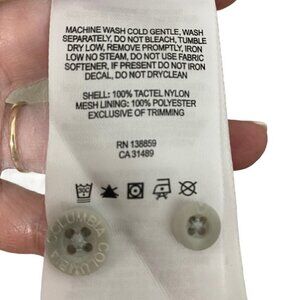 MACHINE WASH COLD GENTLE, WASH
SEPARATELY, DO NOT BLEACH, TUMBLE
DRY LOW, REMOVE PROMPTLY, IRON
LOW NO STEAM, DO NOT USE FABRIC
SOFTENER, IF PRESENT DO NOT IRON
DECAL, DO NOT DRYCLEAN
SHELL: 100% TACTEL NYLON
MESH LINING: 100% POLYESTER
EXCLUSIVE OF TRIMMING
RN 138859
CA 31489
COLUMBIA COLUMBIA